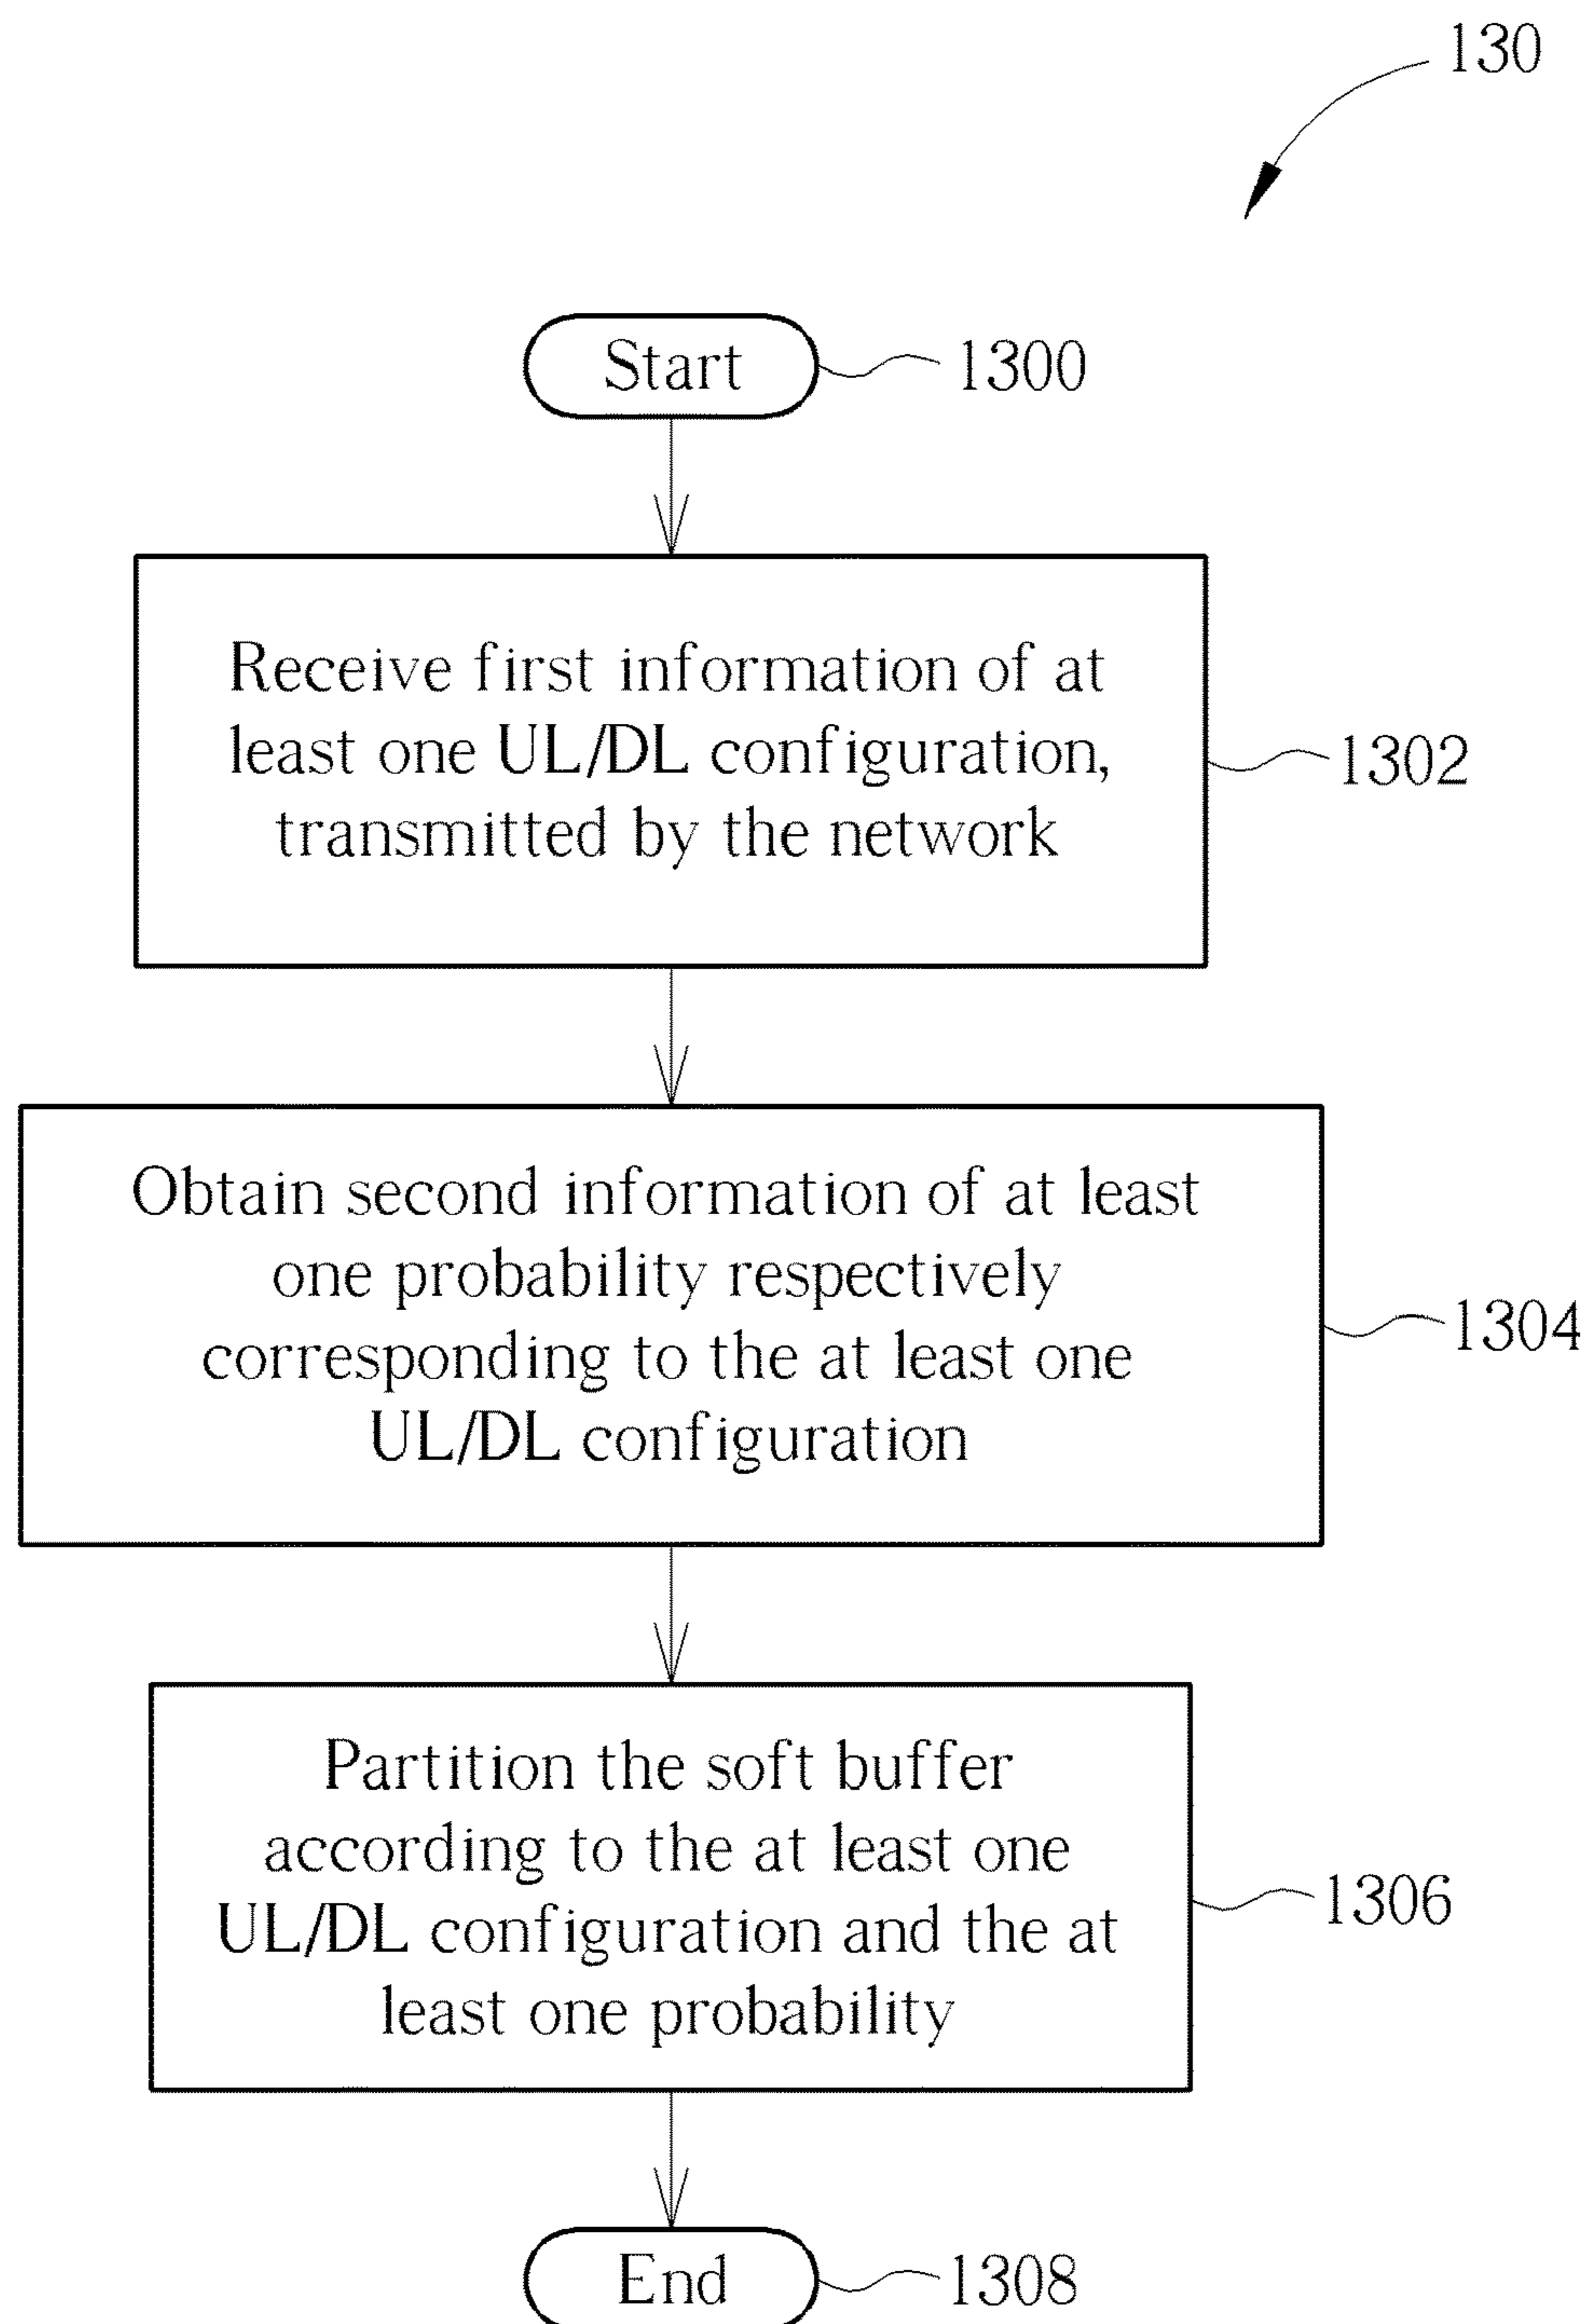 130
Start
1300
Receive first information of at
least one UL/DL configuration,
transmitted by the network
1302
Obtain second information of at least
one probability respectively
corresponding to the at least one
UL/DL configuration
1304
Partition the soft buffer
according to the at least one
UL/DL configuration and the at
least one probability
1306
End
1308